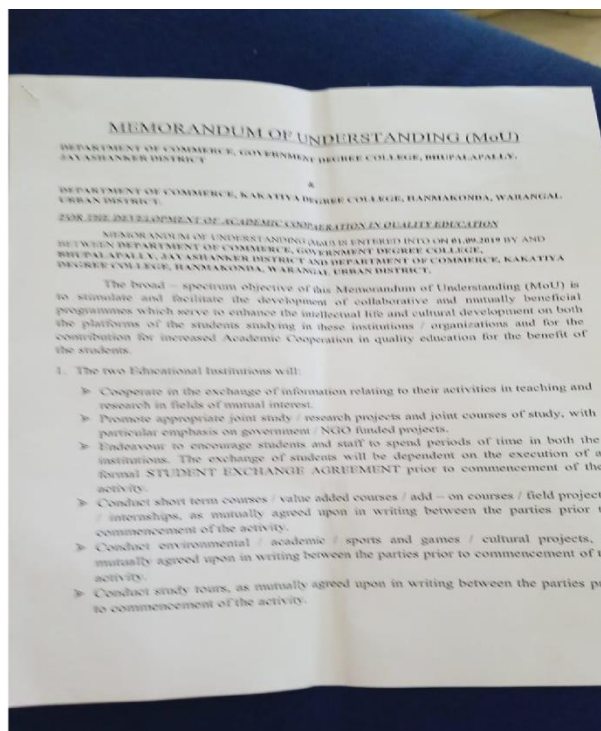 MEMORANDUM OF UNDERSTANDING (MoU)
DEPARTMENT OF COMMERCE, GOVERNMENT DEGREE COLLEGE, BHUPALAPALLY,
JAYASHANKER DISTRICT
&
DEPARTMENT OF COMMERCE, KAKATIYA DEGREE COLLEGE, HANMAKONDA, WARANGAL
URBAN DISTRICT.
FOR THE DEVELOPMENT OF ACADEMIC COOPAERATION IN QUALITY EDUCATION
MEMORANDUM OF UNDERSTANDING (MoU) IS ENTERED INTO ON 01.09.2019 BY AND
BETWEEN DEPARTMENT OF COMMERCE, GOVERNMENT DEGREE COLLEGE,
BHUPALAPALLY, JAYASHANKER DISTRICT AND DEPARTMENT OF COMMERCE, KAKATIYA
DEGREE COLLEGE, HANMAKONDA, WARANGAL URBAN DISTRICT.
The broad – spectrum objective of this Memorandum of Understanding (MoU) is
to stimulate and facilitate the development of collaborative and mutually beneficial
programmes which serve to enhance the intellectual life and cultural development on both
the platforms of the students studying in these institutions / organizations and for the
contribution for increased Academic Cooperation in quality education for the benefit of
the students.
1. The two Educational Institutions will:
➢ Cooperate in the exchange of information relating to their activities in teaching and
research in fields of mutual interest.
➢ Promote appropriate joint study / research projects and joint courses of study, with
particular emphasis on government / NGO funded projects.
➢ Endeavour to encourage students and staff to spend periods of time in both the
institutions. The exchange of students will be dependent on the execution of a
formal STUDENT EXCHANGE AGREEMENT prior to commencement of the
activity.
➢ Conduct short term courses / value added courses / add – on courses / field project
/ internships, as mutually agreed upon in writing between the parties prior t
commencement of the activity.
➢ Conduct environmental / academic / sports and games / cultural projects,
mutually agreed upon in writing between the parties prior to commencement of t
activity.
➢ Conduct study tours, as mutually agreed upon in writing between the parties pr
to commencement of the activity.